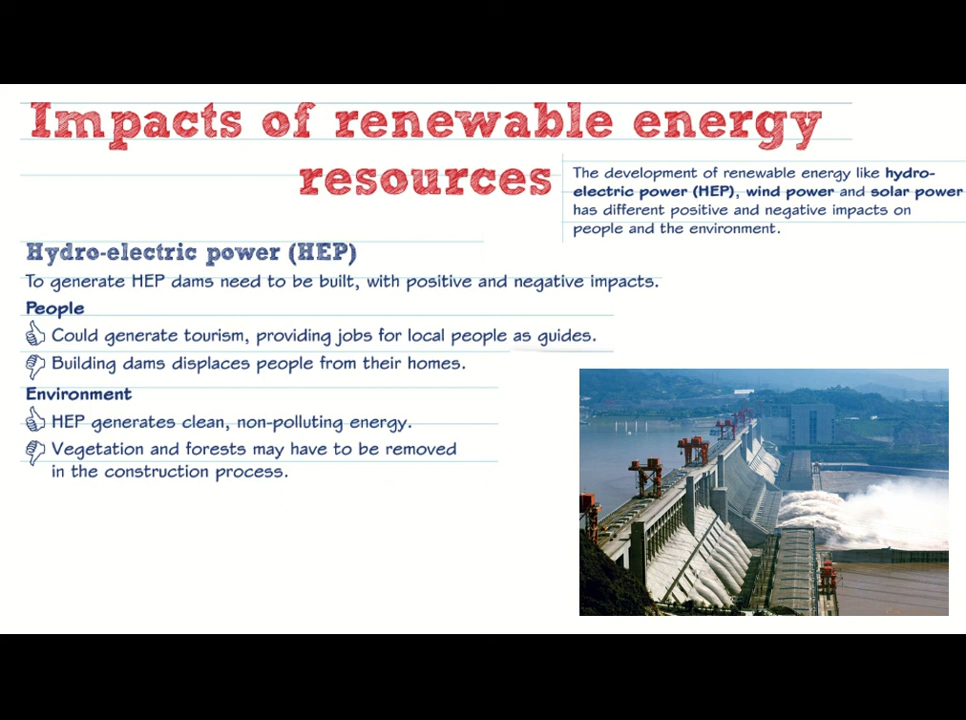 Impacts of renewable energy
resources
The development of renewable energy like hydro-
electric power (HEP), wind power and solar power
has different positive and negative impacts on
people and the environment.
Hydro-electric power (HEP)
To generate HEP dams need to be built, with positive and negative impacts.
People
Could generate tourism, providing jobs for local people as guides.
Building dams displaces people from their homes.
Environment
HEP generates clean, non-polluting energy.
Vegetation and forests may have to be removed
in the construction process.